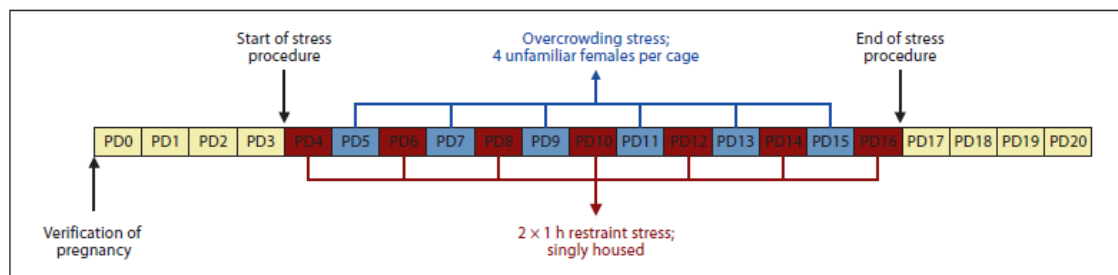 Start of stress
procedure
Overcrowding stress;
4 unfamiliar females per cage
End of stress
procedure
PD0 PD1 PD2 PD3 PD4 PD5 PD6 PD7 PD8 PD9 PD10 PD11 PD12 PD13 PD14 PD15 PD16 PD17 PD18 PD19 PD20
Verification of
pregnancy
2 × 1 h restraint stress;
singly housed